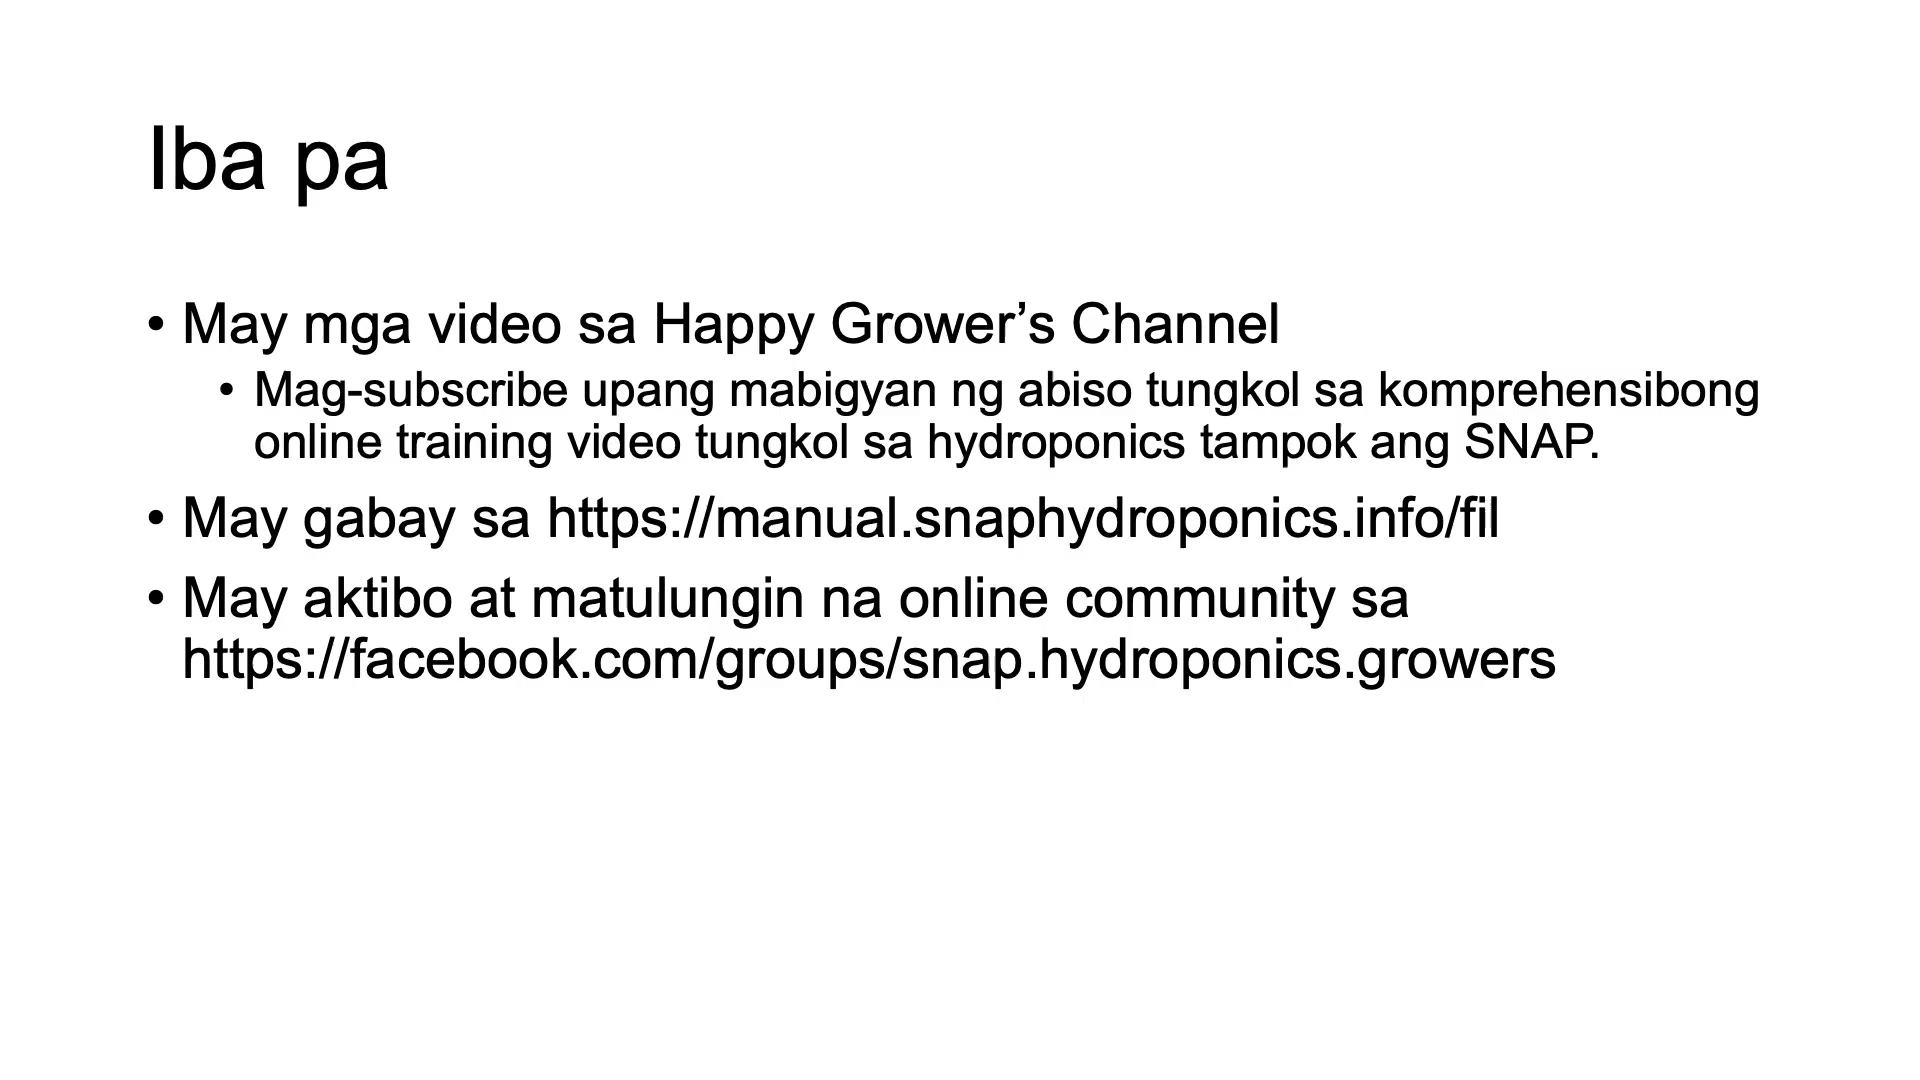 Iba pa
• May mga video sa Happy Grower’s Channel
• Mag-subscribe upang mabigyan ng abiso tungkol sa komprehensibong
online training video tungkol sa hydroponics tampok ang SNAP.
• May gabay sa https://manual.snaphydroponics.info/fil
• May aktibo at matulungin na online community sa
https://facebook.com/groups/snap.hydroponics.growers